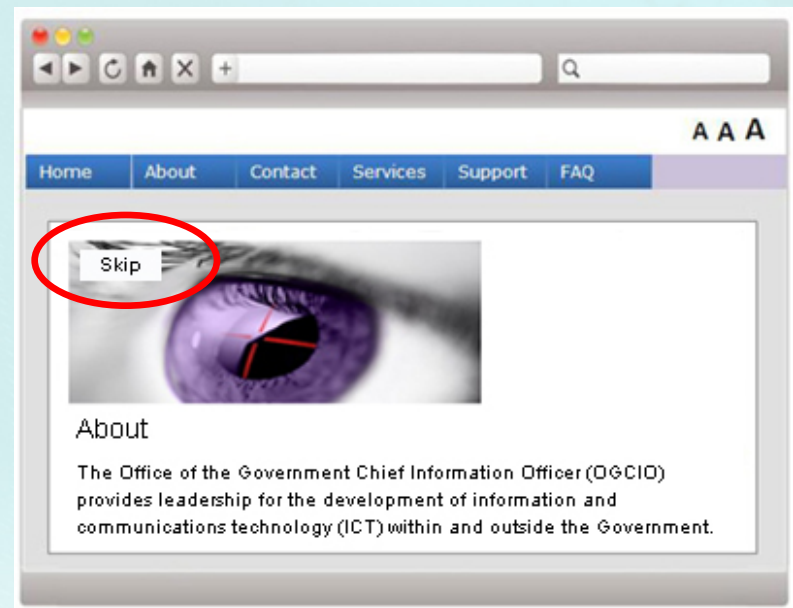 A A A
Home About Contact Services Support FAQ
Skip
About
The Office of the Government Chief Information Officer (OGCIO)
provides leadership for the development of information and
communications technology (ICT) within and outside the Government.